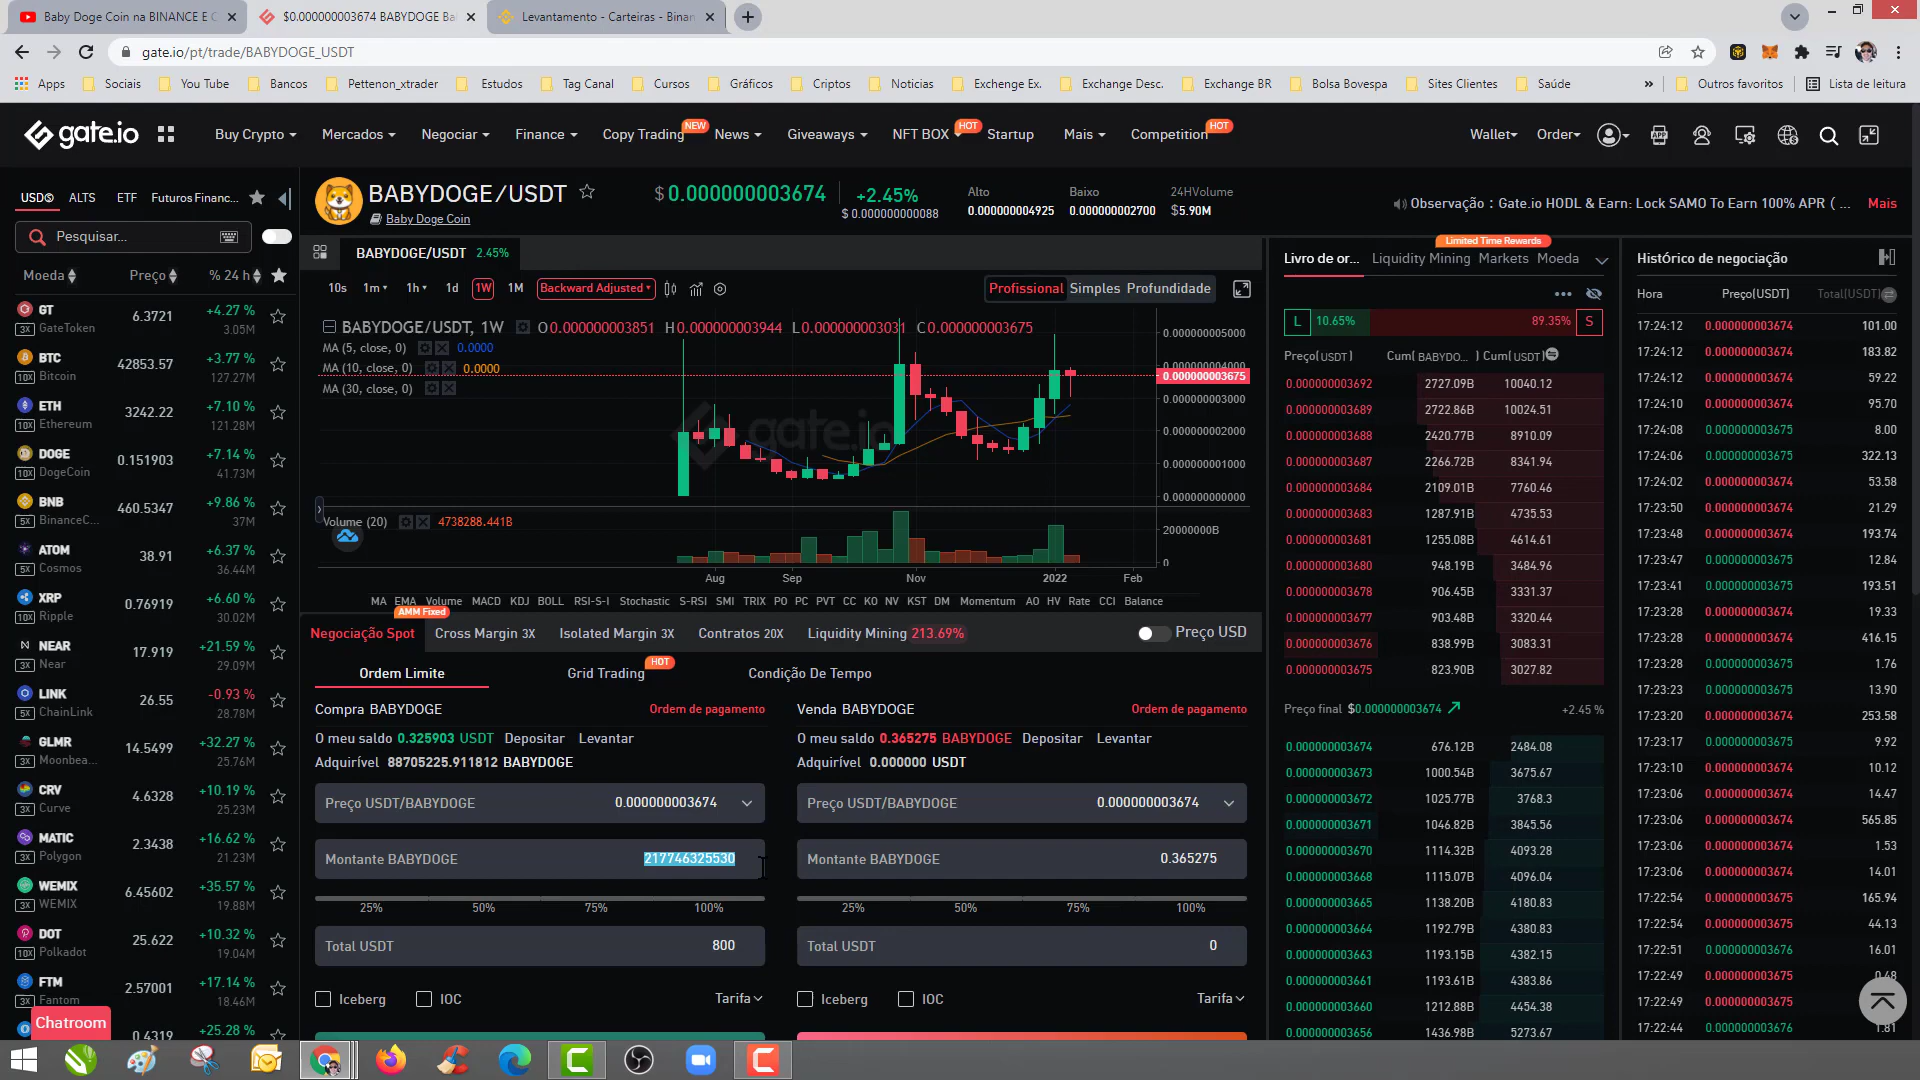 Baby Doge Coin na BINANCE E C
$0.000000003674 BABYDOGE Ba
Levantamento - Carteiras - Binan
gate.io/pt/trade/BABYDOGE_USDT
Apps Sociais You Tube Bancos Pettenon_xtrader Estudos Tag Canal Cursos Gráficos Criptos Noticias Exchenge Ex. Exchange Desc. Exchange BR Bolsa Bovespa Sites Clientes Saúde » Outros favoritos Lista de leitura
gate.io Buy Crypto Mercados Negociar Finance Copy Trading NEW News Giveaways NFT BOX HOT Startup Mais Competition HOT Wallet Order
USDⓈ ALTS ETF Futuros Financ...
Pesquisar...
Moeda Preço % 24 h
GT 6.3721 +4.27 %
3X GateToken 3.05M
BTC 42853.57 +3.77 %
10X Bitcoin 127.27M
ETH 3242.22 +7.10 %
10X Ethereum 121.28M
DOGE 0.151903 +7.14 %
10X DogeCoin 41.73M
BNB 460.5347 +9.86 %
5X BinanceC... 37M
ATOM 38.91 +6.37 %
5X Cosmos 36.44M
XRP 0.76919 +6.60 %
10X Ripple 30.02M
NEAR 17.919 +21.59 %
3X Near 29.09M
LINK 26.55 -0.93 %
5X ChainLink 28.78M
GLMR 14.5499 +32.27 %
3X Moonbea... 25.76M
CRV 4.6328 +10.19 %
3X Curve 25.23M
MATIC 2.3438 +16.62 %
3X Polygon 21.23M
WEMIX 6.45602 +35.57 %
3X WEMIX 19.88M
DOT 25.622 +10.32 %
10X Polkadot 19.04M
FTM 2.57001 +17.14 %
3X Fantom 18.46M
0.4319 +25.28 %
Chatroom
BABYDOGE/USDT
Baby Doge Coin
$ 0.000000003674
+2.45%
$ 0.000000000088
Alto
0.000000004925
Baixo
0.000000002700
24HVolume
$5.90M
Observação : Gate.io HODL & Earn: Lock SAMO To Earn 100% APR ( ... Mais
BABYDOGE/USDT 2.45%
10s 1m 1h 1d 1W 1M Backward Adjusted
Profissional Simples Profundidade
BABYDOGE/USDT, 1W O0.000000003851 H0.000000003944 L0.000000003031 C0.000000003675
MA (5, close, 0) 0.0000
MA (10, close, 0) 0.0000
MA (30, close, 0)
gate.io
0.000000005000
0.000000004000
0.000000003675
0.000000003000
0.000000002000
0.000000001000
0.000000000000
Volume (20) 4738288.441B
20000000B
0
Aug Sep Nov 2022 Feb
MA EMA Volume MACD KDJ BOLL RSI-S-I Stochastic S-RSI SMI TRIX PO PC PVT CC KO NV KST DM Momentum AO HV Rate CCI Balance
AMM Fixed
Negociação Spot Cross Margin 3X Isolated Margin 3X Contratos 20X Liquidity Mining 213.69% Preço USD
Ordem Limite Grid Trading HOT Condição De Tempo
Compra BABYDOGE Ordem de pagamento
O meu saldo 0.325903 USDT Depositar Levantar
Adquirível 88705225.911812 BABYDOGE
Preço USDT/BABYDOGE 0.000000003674
Montante BABYDOGE 217746325530
25% 50% 75% 100%
Total USDT 800
Iceberg IOC Tarifa
Venda BABYDOGE Ordem de pagamento
O meu saldo 0.365275 BABYDOGE Depositar Levantar
Adquirível 0.000000 USDT
Preço USDT/BABYDOGE 0.000000003674
Montante BABYDOGE 0.365275
25% 50% 75% 100%
Total USDT 0
Iceberg IOC Tarifa
Limited Time Rewards
Livro de or... Liquidity Mining Markets Moeda
L 10.65% 89.35% S
Preço(USDT) Cum(BABYDO... ) Cum(USDT)
0.000000003692 2727.09B 10040.12
0.000000003689 2722.86B 10024.51
0.000000003688 2420.77B 8910.09
0.000000003687 2266.72B 8341.94
0.000000003684 2109.01B 7760.46
0.000000003683 1287.91B 4735.53
0.000000003681 1255.08B 4614.61
0.000000003680 948.19B 3484.96
0.000000003678 906.45B 3331.37
0.000000003677 903.48B 3320.44
0.000000003676 838.99B 3083.31
0.000000003675 823.90B 3027.82
Preço final $0.000000003674 +2.45 %
0.000000003674 676.12B 2484.08
0.000000003673 1000.54B 3675.67
0.000000003672 1025.77B 3768.3
0.000000003671 1046.82B 3845.56
0.000000003670 1114.32B 4093.28
0.000000003668 1115.07B 4096.04
0.000000003665 1138.20B 4180.83
0.000000003664 1192.79B 4380.83
0.000000003663 1193.15B 4382.15
0.000000003661 1193.61B 4383.86
0.000000003660 1212.88B 4454.38
0.000000003656 1436.98B 5273.67
Histórico de negociação
Hora Preço(USDT) Total(USDT)
17:24:12 0.000000003674 101.00
17:24:12 0.000000003674 183.82
17:24:12 0.000000003674 59.22
17:24:10 0.000000003674 95.70
17:24:08 0.000000003675 8.00
17:24:06 0.000000003675 322.13
17:24:02 0.000000003674 53.58
17:23:50 0.000000003674 21.29
17:23:48 0.000000003674 193.74
17:23:47 0.000000003675 12.84
17:23:41 0.000000003675 193.51
17:23:28 0.000000003674 19.33
17:23:28 0.000000003674 416.15
17:23:28 0.000000003675 1.76
17:23:23 0.000000003675 13.90
17:23:20 0.000000003674 253.58
17:23:17 0.000000003675 9.92
17:23:10 0.000000003674 10.12
17:23:06 0.000000003674 14.47
17:23:06 0.000000003674 565.85
17:23:06 0.000000003674 1.53
17:23:06 0.000000003674 14.01
17:22:54 0.000000003674 165.94
17:22:54 0.000000003674 44.13
17:22:51 0.000000003676 16.01
17:22:49 0.000000003675 0.48
17:22:49 0.000000003675
17:22:44 0.000000003676 1.81